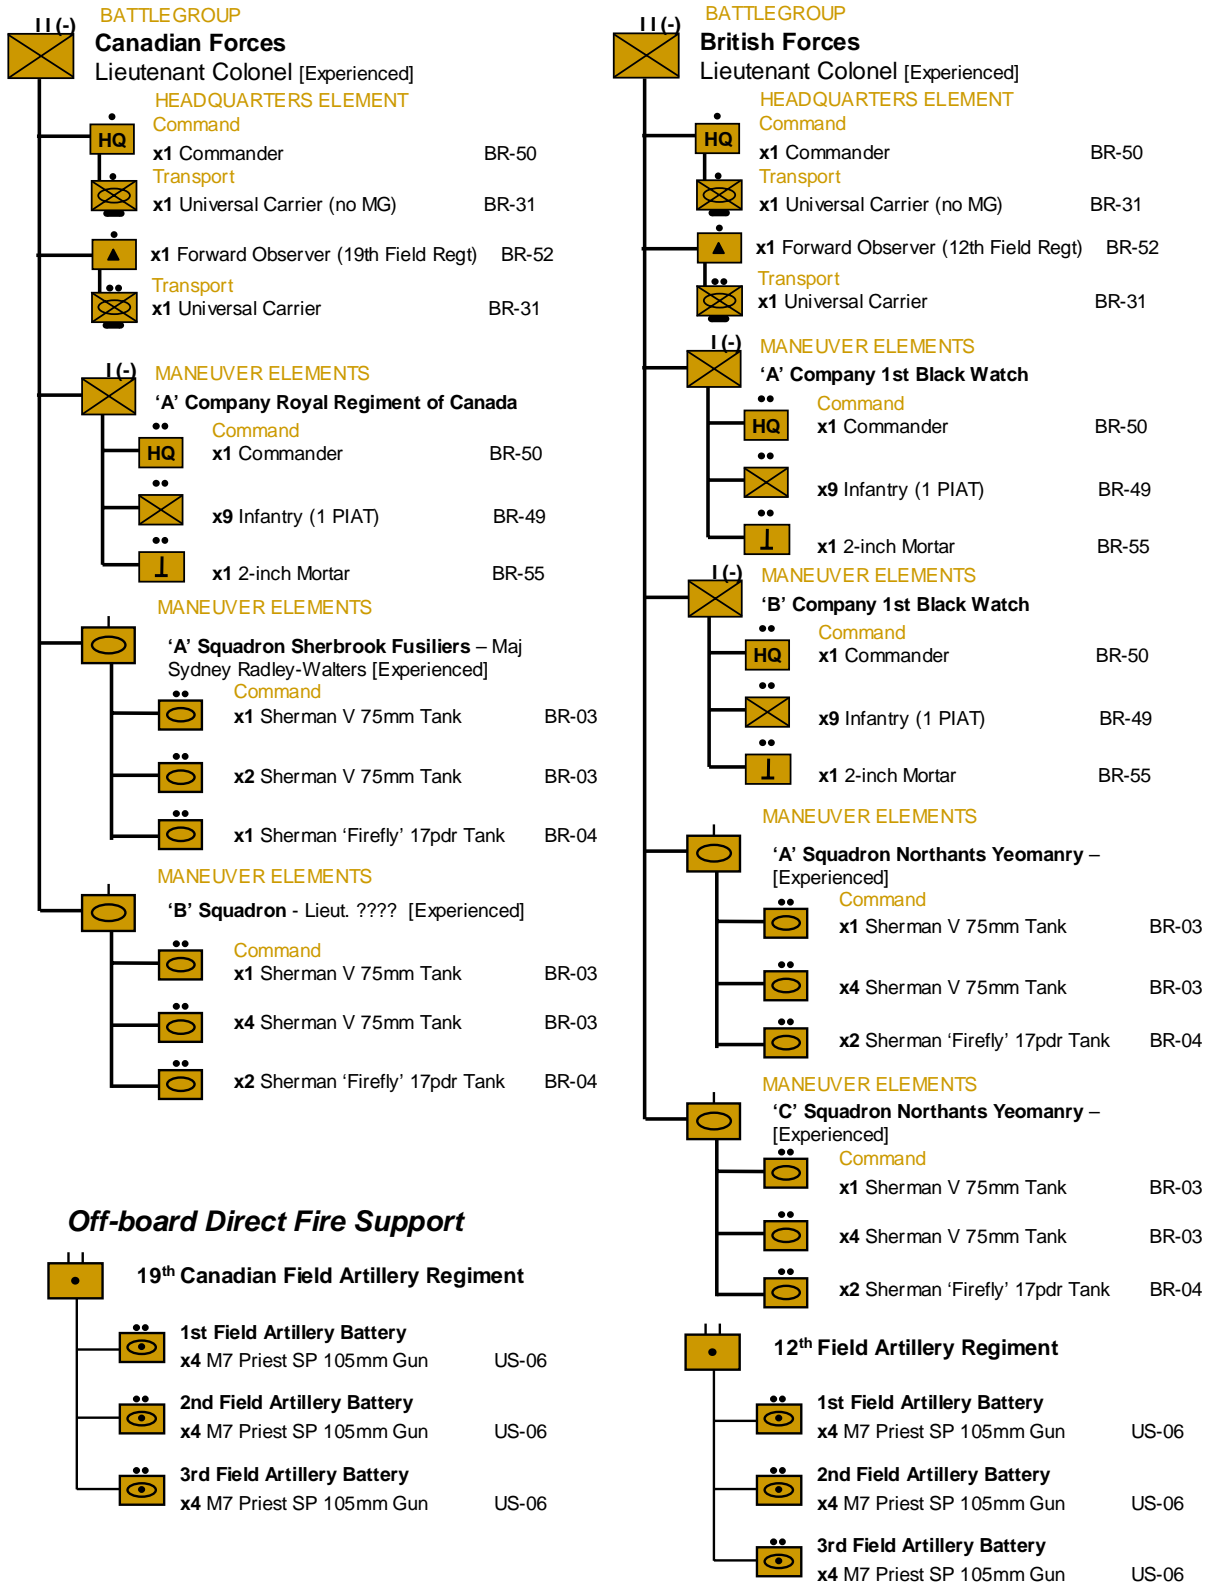 BATTLEGROUP
I I (-)
Canadian Forces
Lieutenant Colonel [Experienced]
HEADQUARTERS ELEMENT
Command
HQ
x1 Commander BR-50
Transport
x1 Universal Carrier (no MG) BR-31
x1 Forward Observer (19th Field Regt) BR-52
Transport
x1 Universal Carrier BR-31
I (-)
MANEUVER ELEMENTS
‘A’ Company Royal Regiment of Canada
Command
HQ
x1 Commander BR-50
x9 Infantry (1 PIAT) BR-49
x1 2-inch Mortar BR-55
MANEUVER ELEMENTS
‘A’ Squadron Sherbrook Fusiliers – Maj
Sydney Radley-Walters [Experienced]
Command
x1 Sherman V 75mm Tank BR-03
x2 Sherman V 75mm Tank BR-03
x1 Sherman ‘Firefly’ 17pdr Tank BR-04
MANEUVER ELEMENTS
‘B’ Squadron - Lieut. ???? [Experienced]
Command
x1 Sherman V 75mm Tank BR-03
x4 Sherman V 75mm Tank BR-03
x2 Sherman ‘Firefly’ 17pdr Tank BR-04
Off-board Direct Fire Support
19th Canadian Field Artillery Regiment
1st Field Artillery Battery
x4 M7 Priest SP 105mm Gun US-06
2nd Field Artillery Battery
x4 M7 Priest SP 105mm Gun US-06
3rd Field Artillery Battery
x4 M7 Priest SP 105mm Gun US-06
BATTLEGROUP
I I (-)
British Forces
Lieutenant Colonel [Experienced]
HEADQUARTERS ELEMENT
Command
HQ
x1 Commander BR-50
Transport
x1 Universal Carrier (no MG) BR-31
x1 Forward Observer (12th Field Regt) BR-52
Transport
x1 Universal Carrier BR-31
I (-)
MANEUVER ELEMENTS
‘A’ Company 1st Black Watch
Command
HQ
x1 Commander BR-50
x9 Infantry (1 PIAT) BR-49
x1 2-inch Mortar BR-55
I (-)
MANEUVER ELEMENTS
‘B’ Company 1st Black Watch
Command
HQ
x1 Commander BR-50
x9 Infantry (1 PIAT) BR-49
x1 2-inch Mortar BR-55
MANEUVER ELEMENTS
‘A’ Squadron Northants Yeomanry –
[Experienced]
Command
x1 Sherman V 75mm Tank BR-03
x4 Sherman V 75mm Tank BR-03
x2 Sherman ‘Firefly’ 17pdr Tank BR-04
MANEUVER ELEMENTS
‘C’ Squadron Northants Yeomanry –
[Experienced]
Command
x1 Sherman V 75mm Tank BR-03
x4 Sherman V 75mm Tank BR-03
x2 Sherman ‘Firefly’ 17pdr Tank BR-04
12th Field Artillery Regiment
1st Field Artillery Battery
x4 M7 Priest SP 105mm Gun US-06
2nd Field Artillery Battery
x4 M7 Priest SP 105mm Gun US-06
3rd Field Artillery Battery
x4 M7 Priest SP 105mm Gun US-06